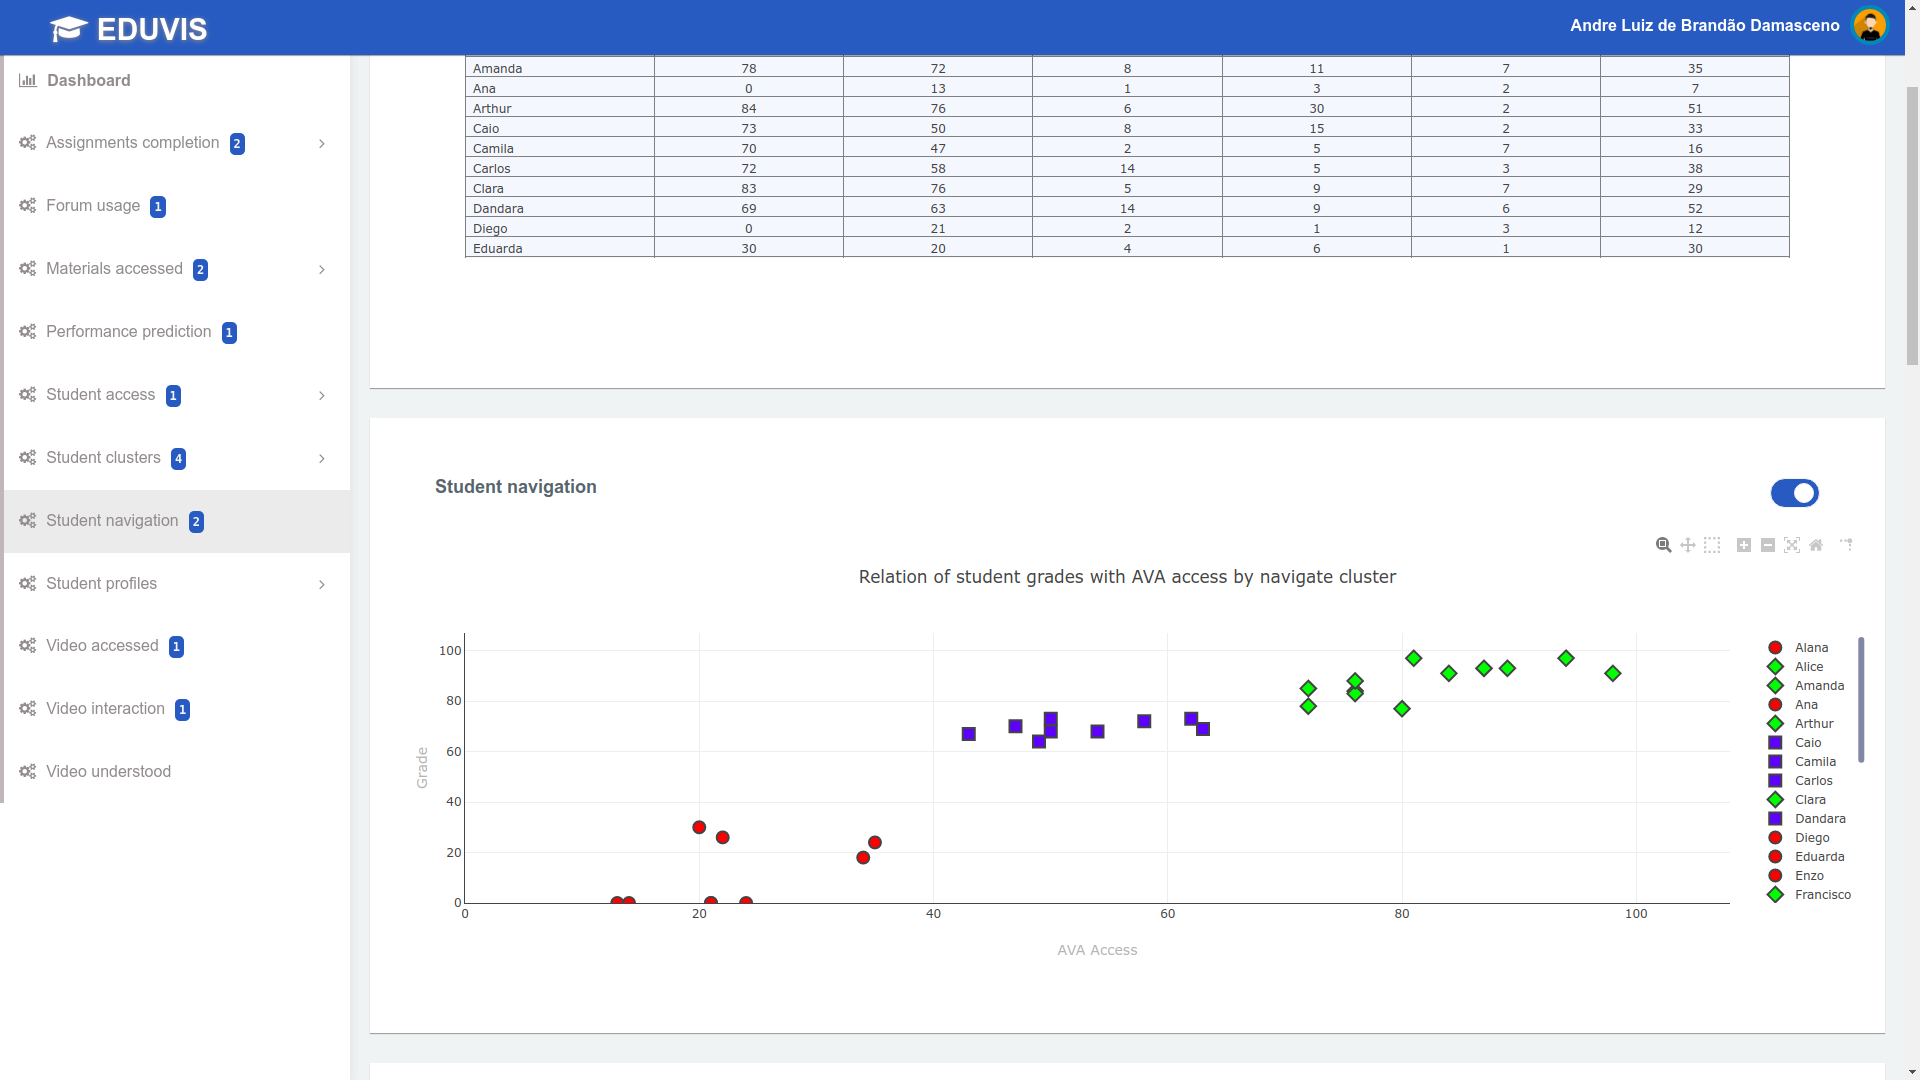 EDUVIS
Andre Luiz de Brandão Damasceno
Dashboard
Assignments completion 2
Forum usage 1
Materials accessed 2
Performance prediction 1
Student access 1
Student clusters 4
Student navigation 2
Student profiles
Video accessed 1
Video interaction 1
Video understood
Amanda 78 72 8 11 7 35
Ana 0 13 1 3 2 7
Arthur 84 76 6 30 2 51
Caio 73 50 8 15 2 33
Camila 70 47 2 5 7 16
Carlos 72 58 14 5 3 38
Clara 83 76 5 9 7 29
Dandara 69 63 14 9 6 52
Diego 0 21 2 1 3 12
Eduarda 30 20 4 6 1 30
Student navigation
Relation of student grades with AVA access by navigate cluster
Grade
100
80
60
40
20
0
0 20 40 60 80 100
AVA Access
Alana
Alice
Amanda
Ana
Arthur
Caio
Camila
Carlos
Clara
Dandara
Diego
Eduarda
Enzo
Francisco